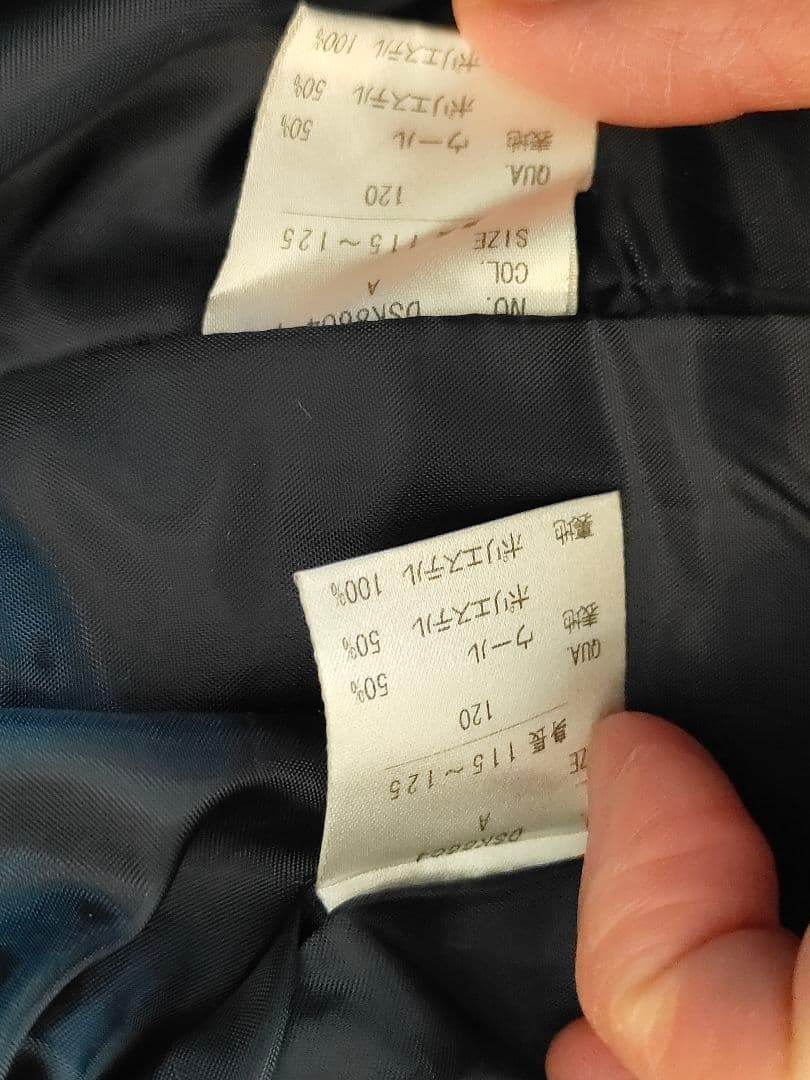 A
身長 115~125
120
QUA.
表地 ウール 50%
ポリエステル 50%
裏地 ポリエステル 100%
NO.
COL. A
SIZE 115~125
120
QUA.
表地 ウール 50%
ポリエステル 50%
ポリエステル 100%